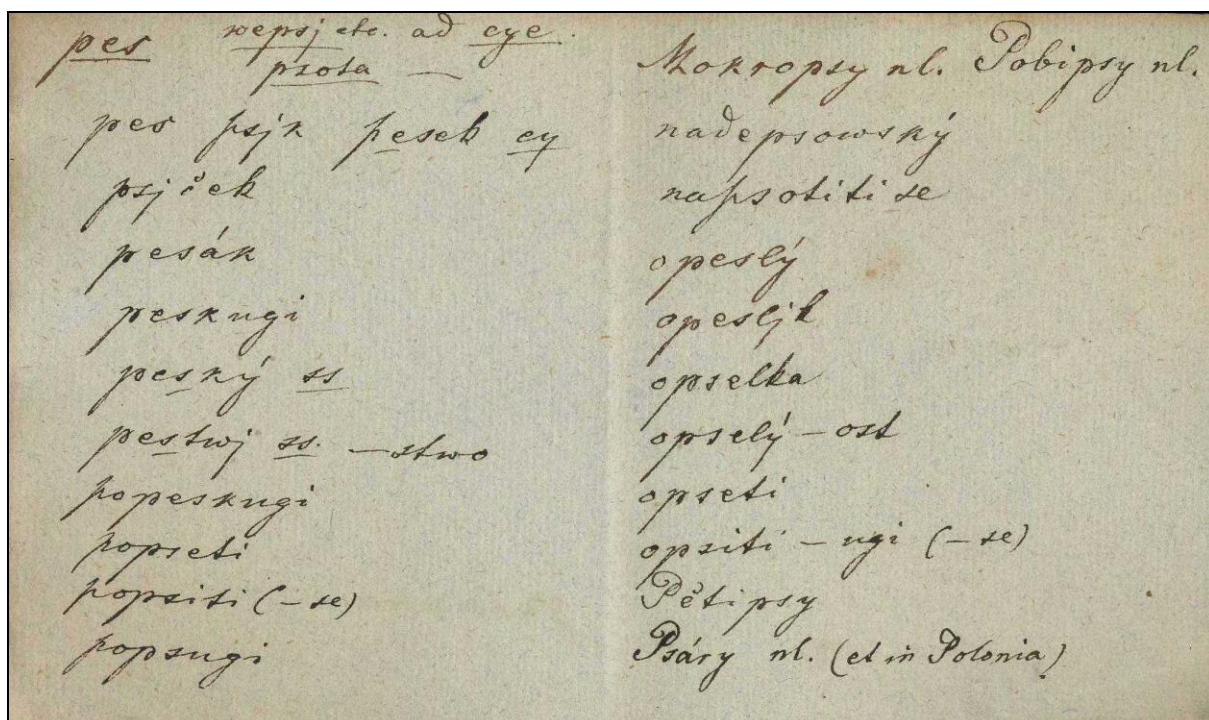 pes wepsj etc. ad cye.
psota —
pes psjk pesek cy
psjček
pesák
peskugi
peský ss
pestwj ss. —stwo
popeskugi
popseti
popsiti (—se)
popsugi
Mokropsy nl. Pobipsy nl.
nadepsowský
napsotiti se
opeslý
opesljk
opselka
opselý — ost
opseti
opsiti — ugi (—se)
Pětipsy
Psáry nl. (et in Polonia)